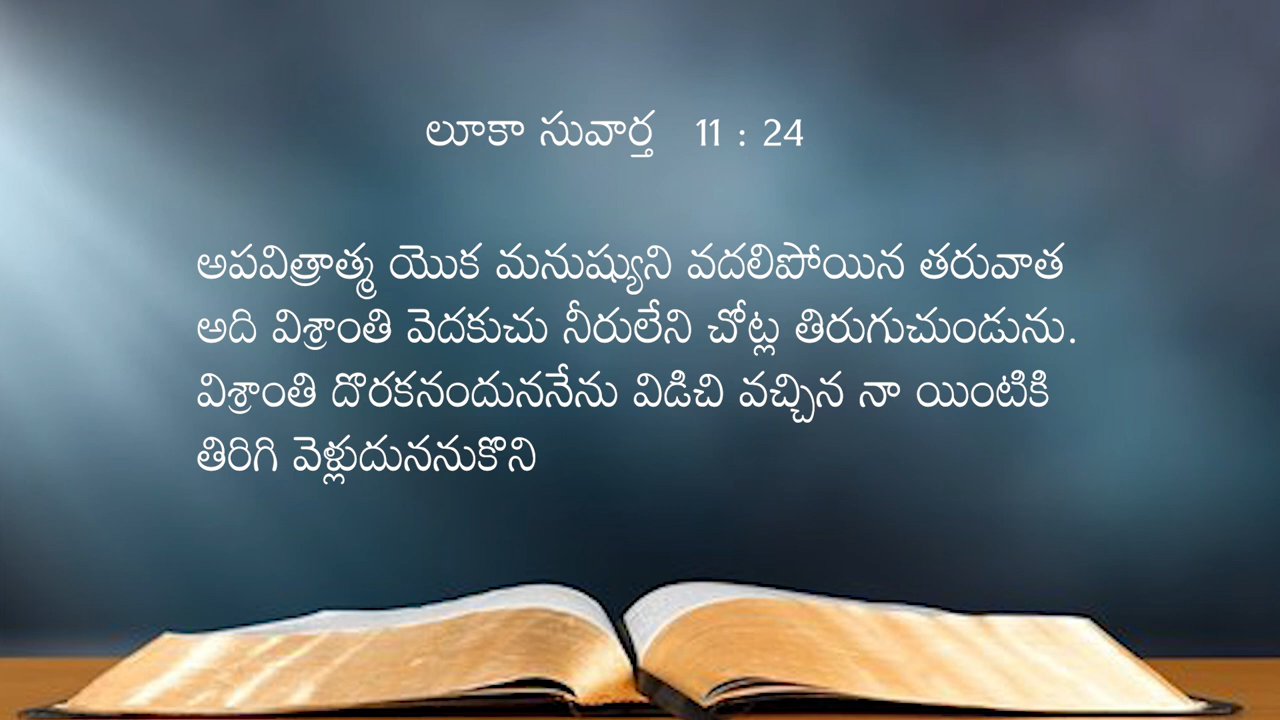 లూకా సువార్త 11 : 24
అపవిత్రాత్మ యొక మనుష్యుని వదలిపోయిన తరువాత
అది విశ్రాంతి వెదకుచు నీరులేని చోట్ల తిరుగుచుండును.
విశ్రాంతి దొరకనందుననేను విడిచి వచ్చిన నా యింటికి
తిరిగి వెళ్లుదుననుకొని